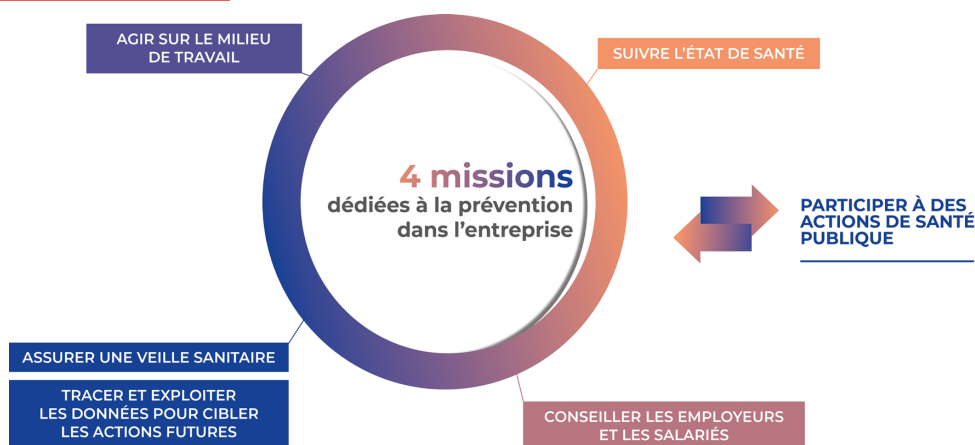 AGIR SUR LE MILIEU
DE TRAVAIL
SUIVRE L'ÉTAT DE SANTÉ
4 missions
dédiées à la prévention
dans l'entreprise
PARTICIPER À DES
ACTIONS DE SANTÉ
PUBLIQUE
ASSURER UNE VEILLE SANITAIRE
TRACER ET EXPLOITER
LES DONNÉES POUR CIBLER
LES ACTIONS FUTURES
CONSEILLER LES EMPLOYEURS
ET LES SALARIÉS